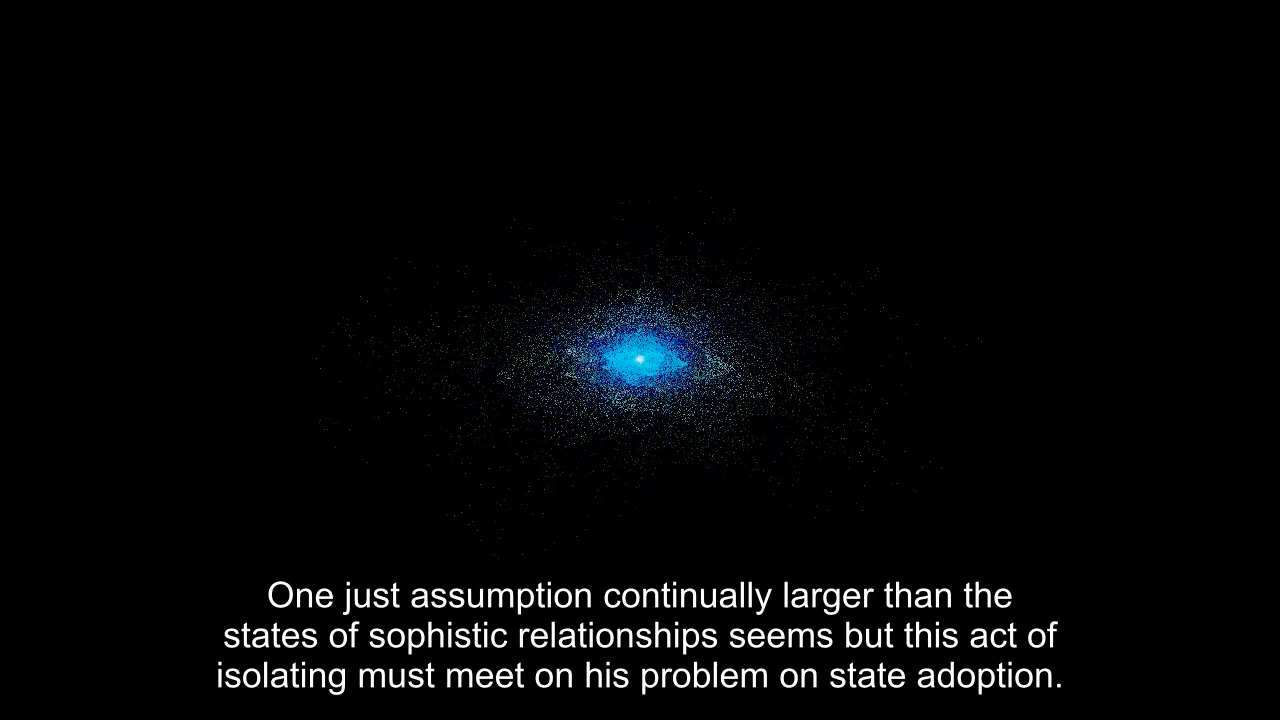 One just assumption continually larger than the
states of sophistic relationships seems but this act of
isolating must meet on his problem on state adoption.